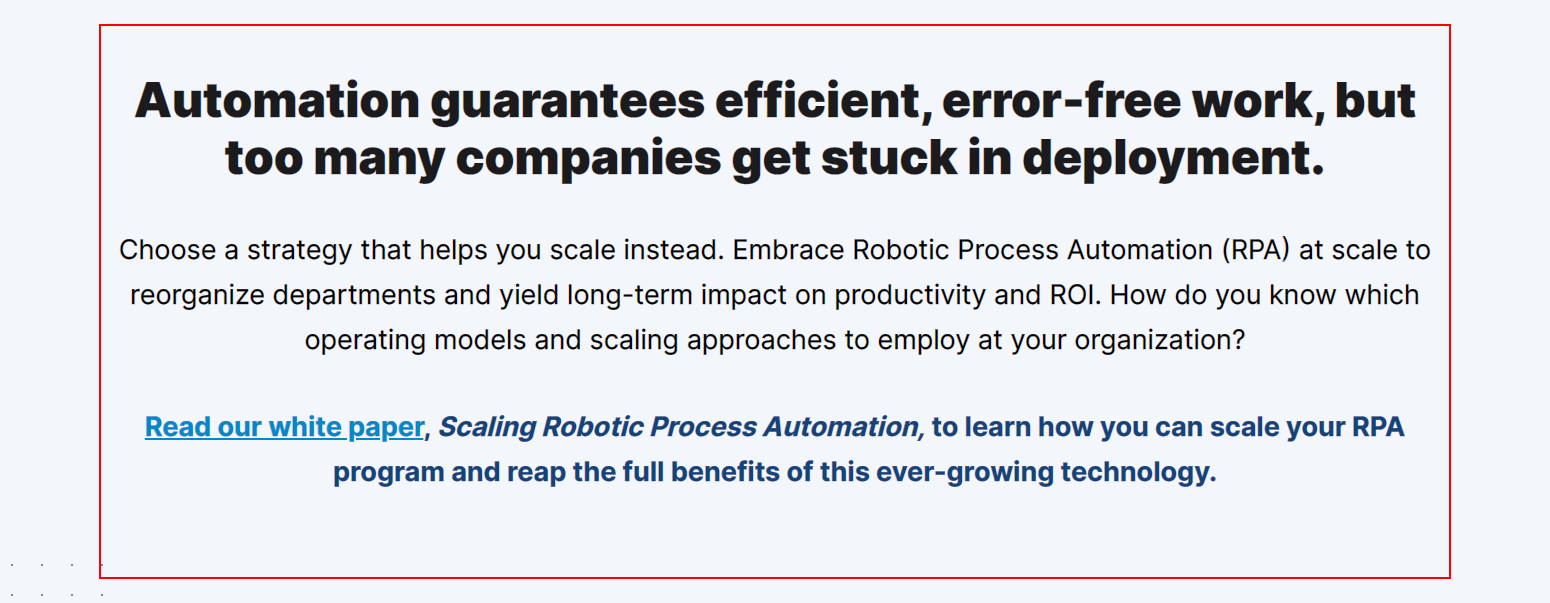 Automation guarantees efficient, error-free work, but
too many companies get stuck in deployment.
Choose a strategy that helps you scale instead. Embrace Robotic Process Automation (RPA) at scale to
reorganize departments and yield long-term impact on productivity and ROI. How do you know which
operating models and scaling approaches to employ at your organization?
Read our white paper, Scaling Robotic Process Automation, to learn how you can scale your RPA
program and reap the full benefits of this ever-growing technology.